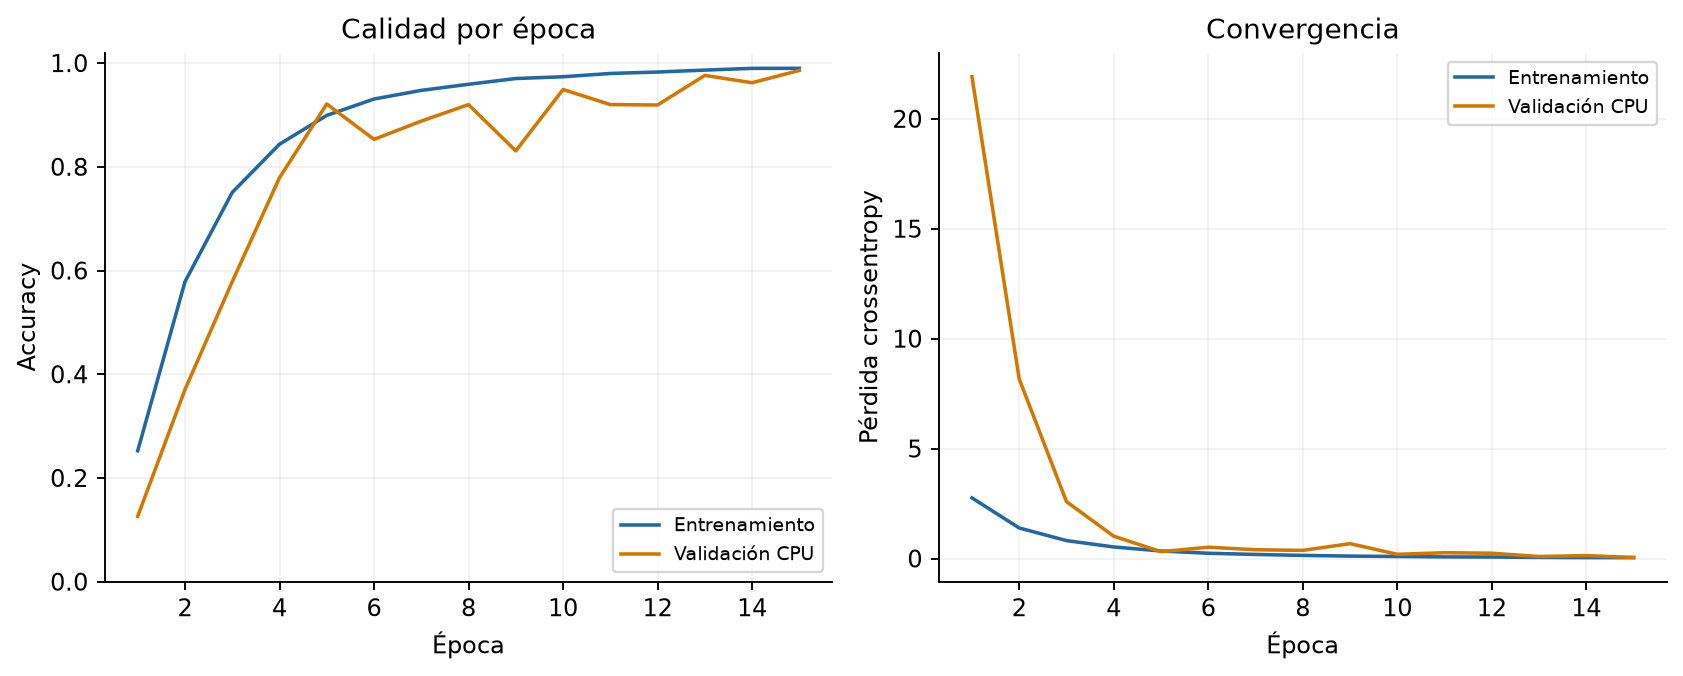 Calidad por época
1.0
0.8
0.6
0.4
0.2
0.0
Accuracy
2 4 6 8 10 12 14
Época
Entrenamiento
Validación CPU
Convergencia
20
15
10
5
0
Pérdida crossentropy
2 4 6 8 10 12 14
Época
Entrenamiento
Validación CPU